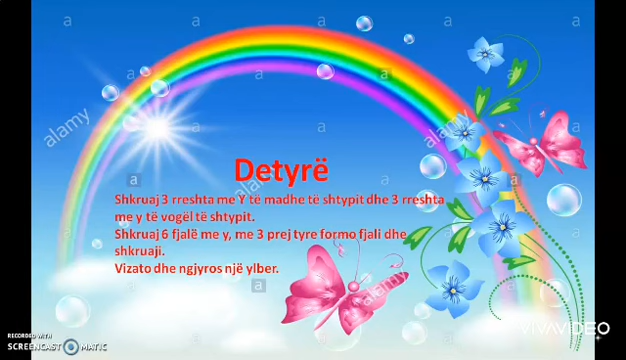 Detyrë
Shkruaj 3 rreshta me Y të madhe të shtypit dhe 3 rreshta
me y të vogël të shtypit.
Shkruaj 6 fjalë me y, me 3 prej tyre formo fjali dhe
shkruaji.
Vizato dhe ngjyros një ylber.
alamy
alamy
alamy
RECORDED WITH
SCREENCAST MATIC
VIVAVIDEO